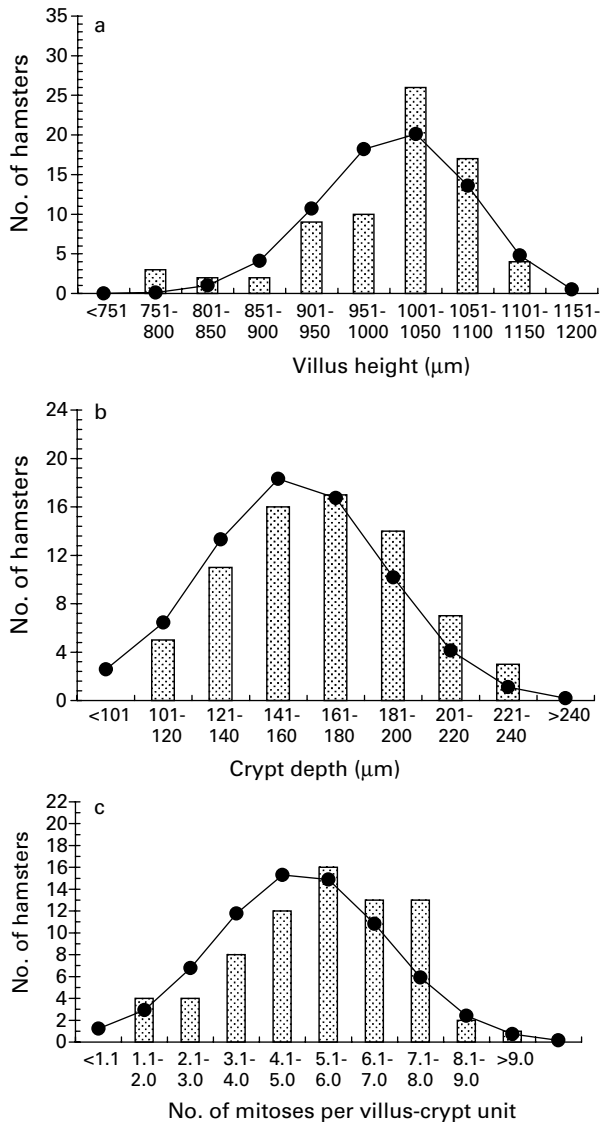 a
35
30
25
20
15
10
5
0
No. of hamsters
<751 751- 801- 851- 901- 951- 1001- 1051- 1101- 1151-
800 850 900 950 1000 1050 1100 1150 1200
Villus height (μm)
b
24
20
16
12
8
4
0
No. of hamsters
<101 101- 121- 141- 161- 181- 201- 221- >240
120 140 160 180 200 220 240
Crypt depth (μm)
c
22
20
18
16
14
12
10
8
6
4
2
0
No. of hamsters
<1.1 1.1- 2.1- 3.1- 4.1- 5.1- 6.1- 7.1- 8.1- >9.0
2.0 3.0 4.0 5.0 6.0 7.0 8.0 9.0
No. of mitoses per villus-crypt unit